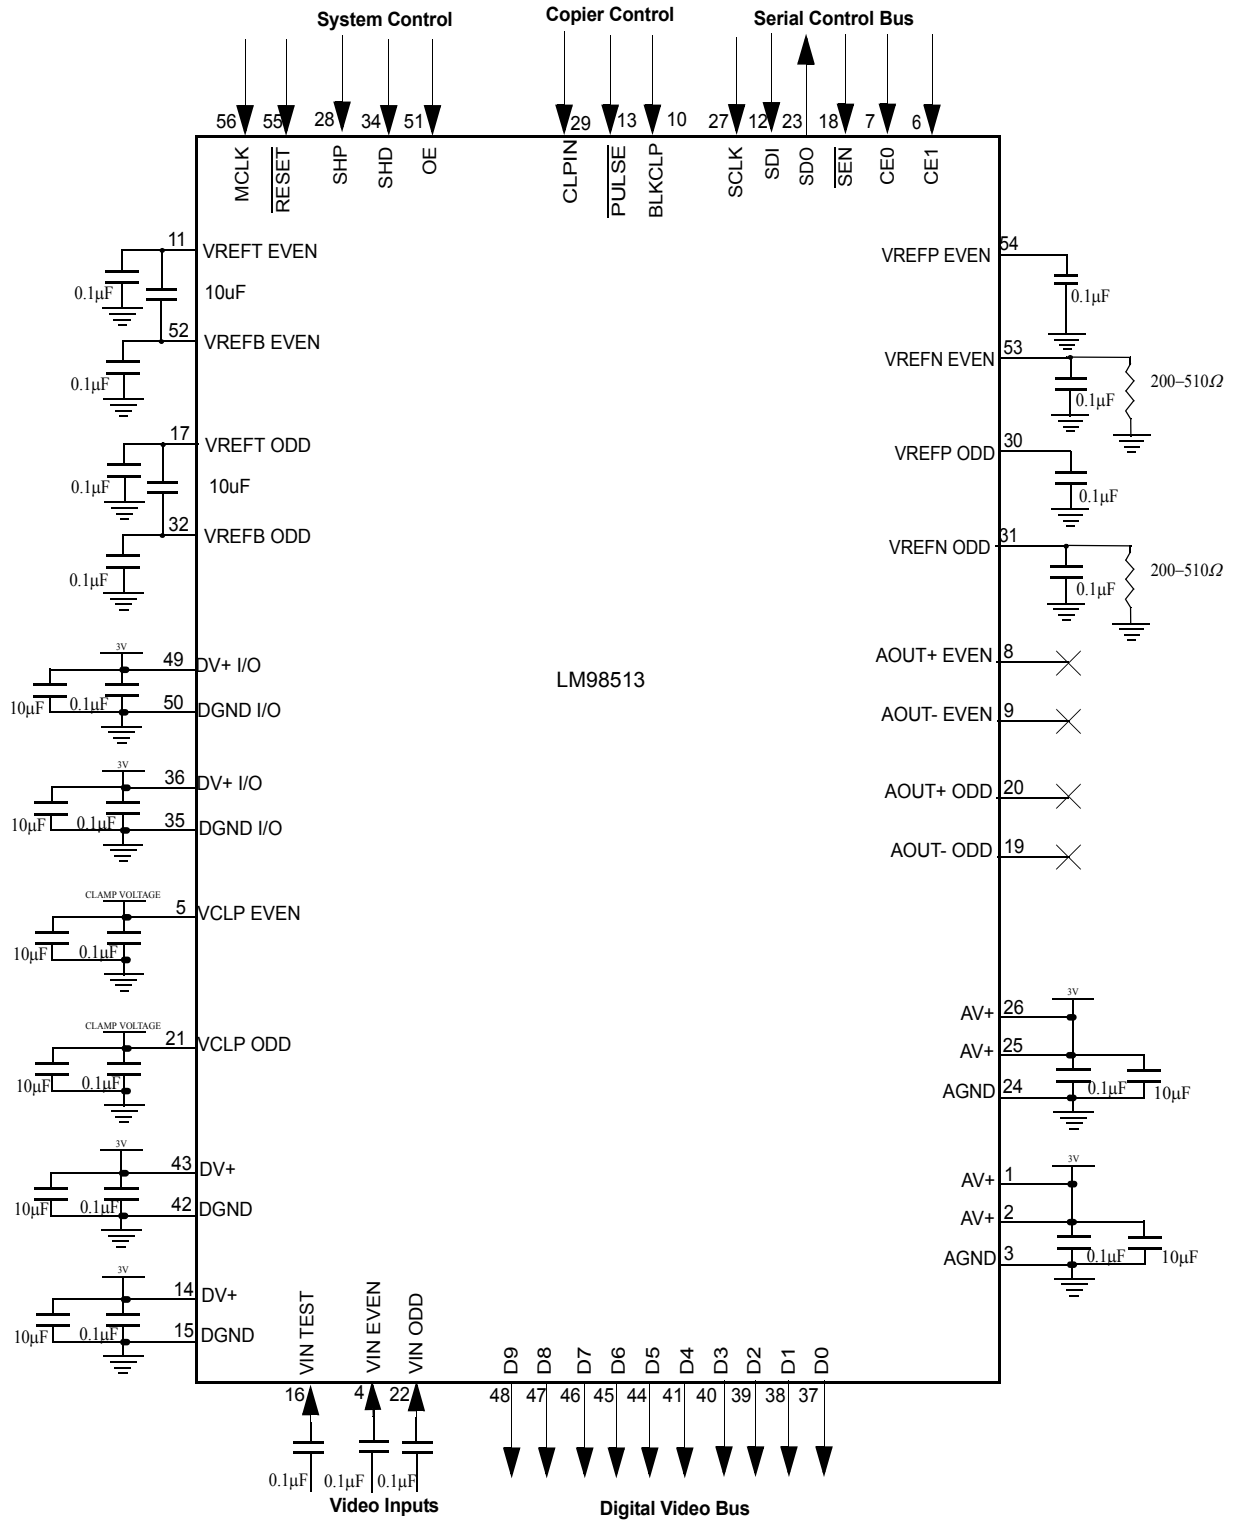 System Control
Copier Control
Serial Control Bus
56 55 28 34 51 29 13 10 27 12 23 18 7 6
MCLK RESET SHP SHD OE CLPIN PULSE BLKCLP SCLK SDI SDO SEN CE0 CE1
11 VREFT EVEN
0.1µF
10uF
52 VREFB EVEN
0.1µF
17 VREFT ODD
0.1µF
10uF
32 VREFB ODD
0.1µF
3V
49 DV+ I/O
10µF 0.1µF
50 DGND I/O
3V
36 DV+ I/O
10µF 0.1µF
35 DGND I/O
CLAMP VOLTAGE
5 VCLP EVEN
10µF 0.1µF
CLAMP VOLTAGE
21 VCLP ODD
10µF 0.1µF
3V
43 DV+
10µF 0.1µF
42 DGND
3V
14 DV+
10µF 0.1µF
15 DGND
LM98513
VREFP EVEN 54
0.1µF
VREFN EVEN 53
0.1µF
200–510Ω
VREFP ODD 30
0.1µF
VREFN ODD 31
0.1µF
200–510Ω
AOUT+ EVEN 8
AOUT- EVEN 9
AOUT+ ODD 20
AOUT- ODD 19
3V
AV+ 26
AV+ 25
AGND 24
0.1µF 10µF
3V
AV+ 1
AV+ 2
AGND 3
0.1µF 10µF
VIN TEST VIN EVEN VIN ODD D9 D8 D7 D6 D5 D4 D3 D2 D1 D0
16 4 22 48 47 46 45 44 41 40 39 38 37
0.1µF 0.1µF 0.1µF
Video Inputs
Digital Video Bus